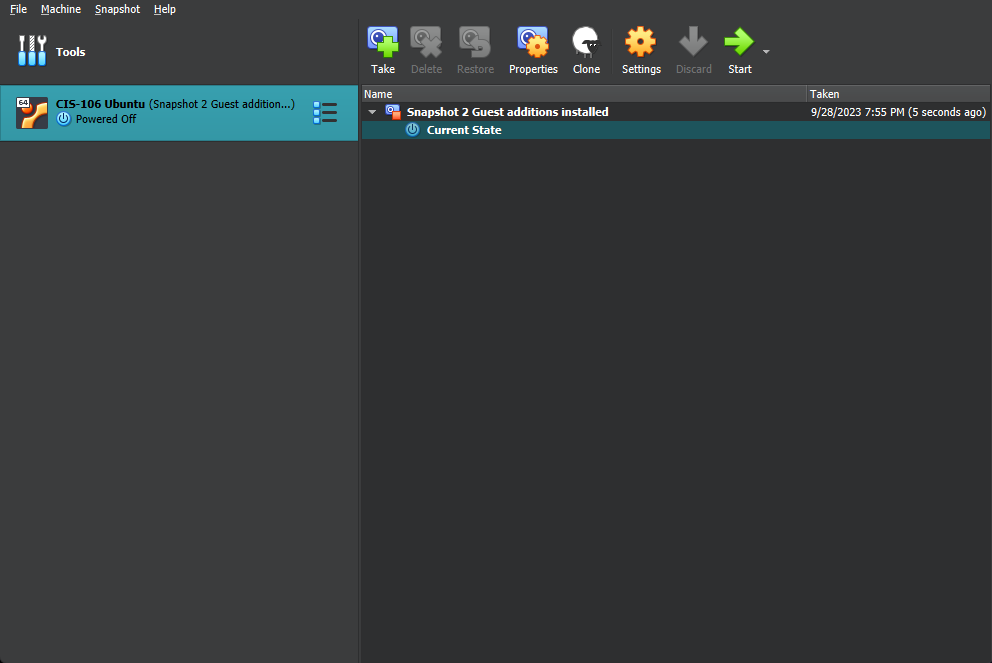 File Machine Snapshot Help
Tools
Take Delete Restore Properties Clone Settings Discard Start
64
CIS-106 Ubuntu (Snapshot 2 Guest addition...)
Powered Off
Name Taken
Snapshot 2 Guest additions installed 9/28/2023 7:55 PM (5 seconds ago)
Current State